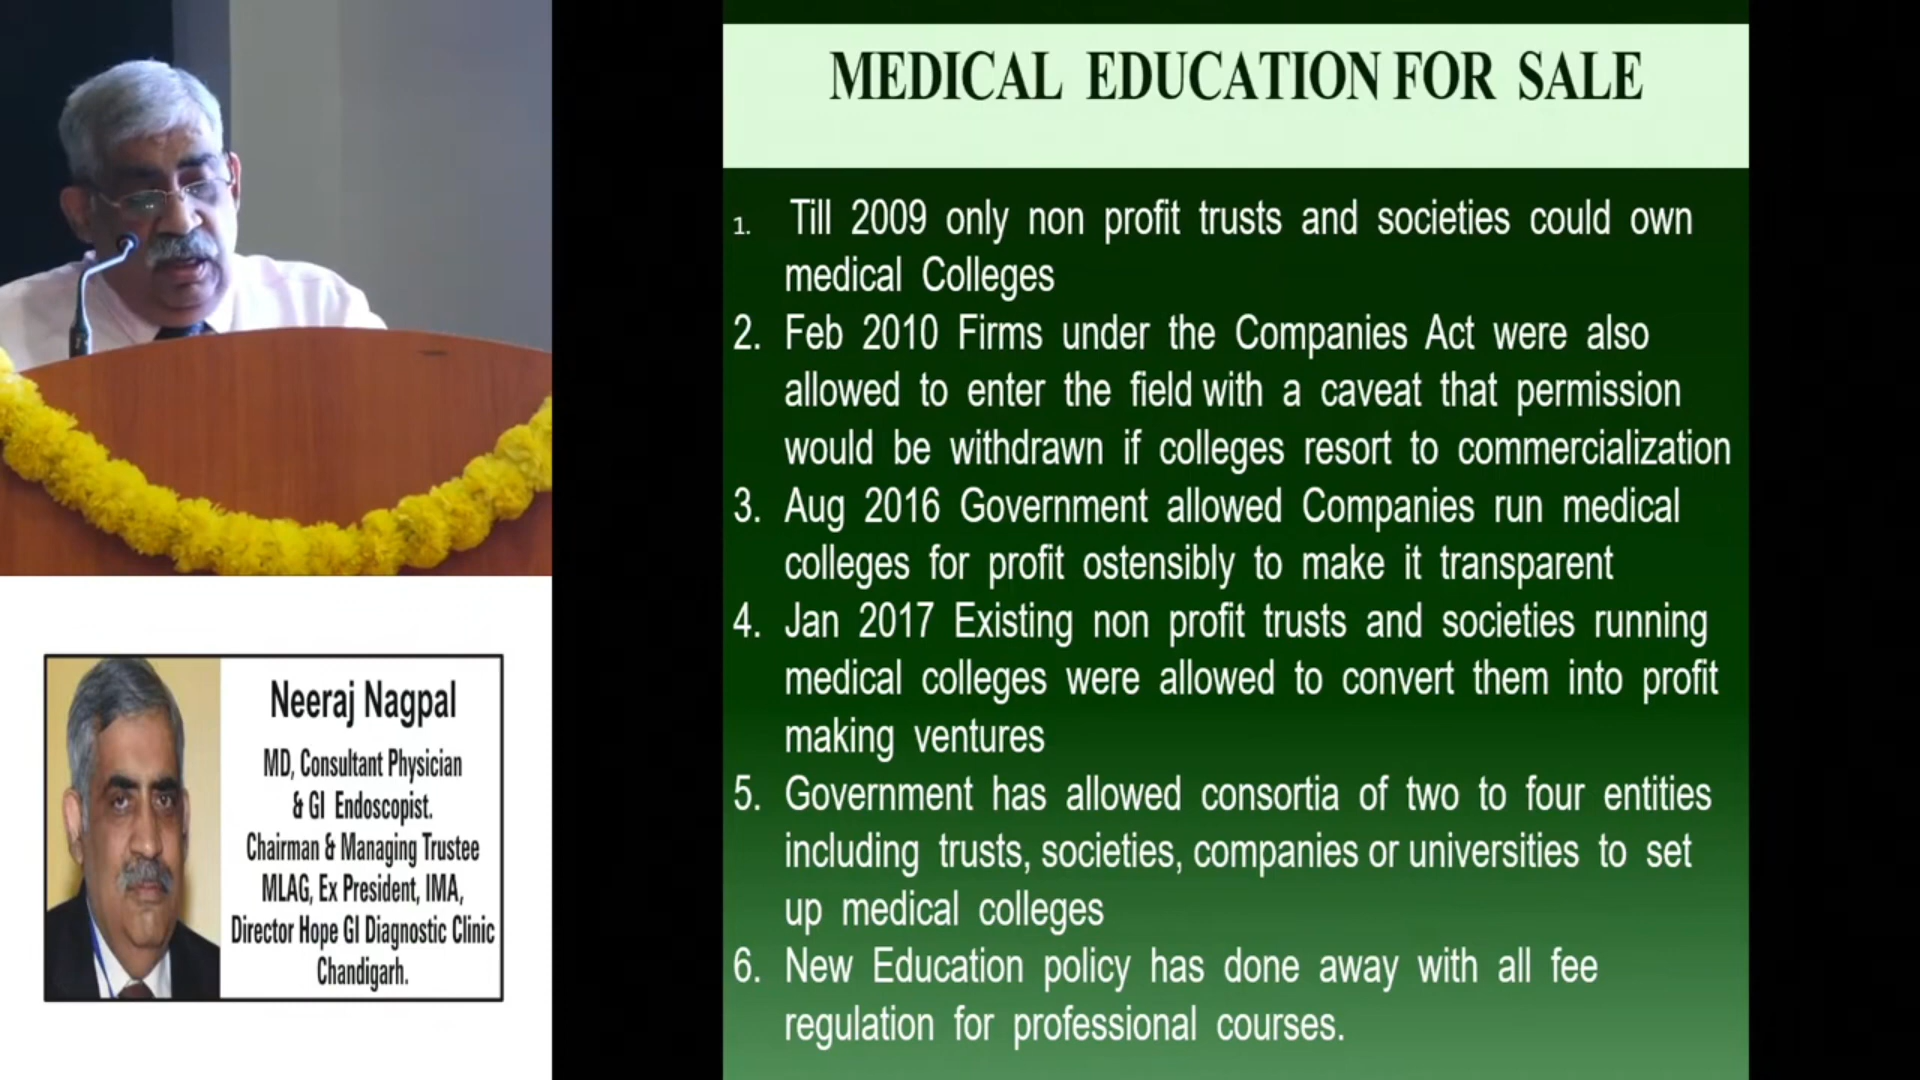 MEDICAL EDUCATION FOR SALE
1. Till 2009 only non profit trusts and societies could own
medical Colleges
2. Feb 2010 Firms under the Companies Act were also
allowed to enter the field with a caveat that permission
would be withdrawn if colleges resort to commercialization
3. Aug 2016 Government allowed Companies run medical
colleges for profit ostensibly to make it transparent
4. Jan 2017 Existing non profit trusts and societies running
medical colleges were allowed to convert them into profit
making ventures
5. Government has allowed consortia of two to four entities
including trusts, societies, companies or universities to set
up medical colleges
6. New Education policy has done away with all fee
regulation for professional courses.
Neeraj Nagpal
MD, Consultant Physician
& GI Endoscopist.
Chairman & Managing Trustee
MLAG, Ex President, IMA,
Director Hope GI Diagnostic Clinic
Chandigarh.